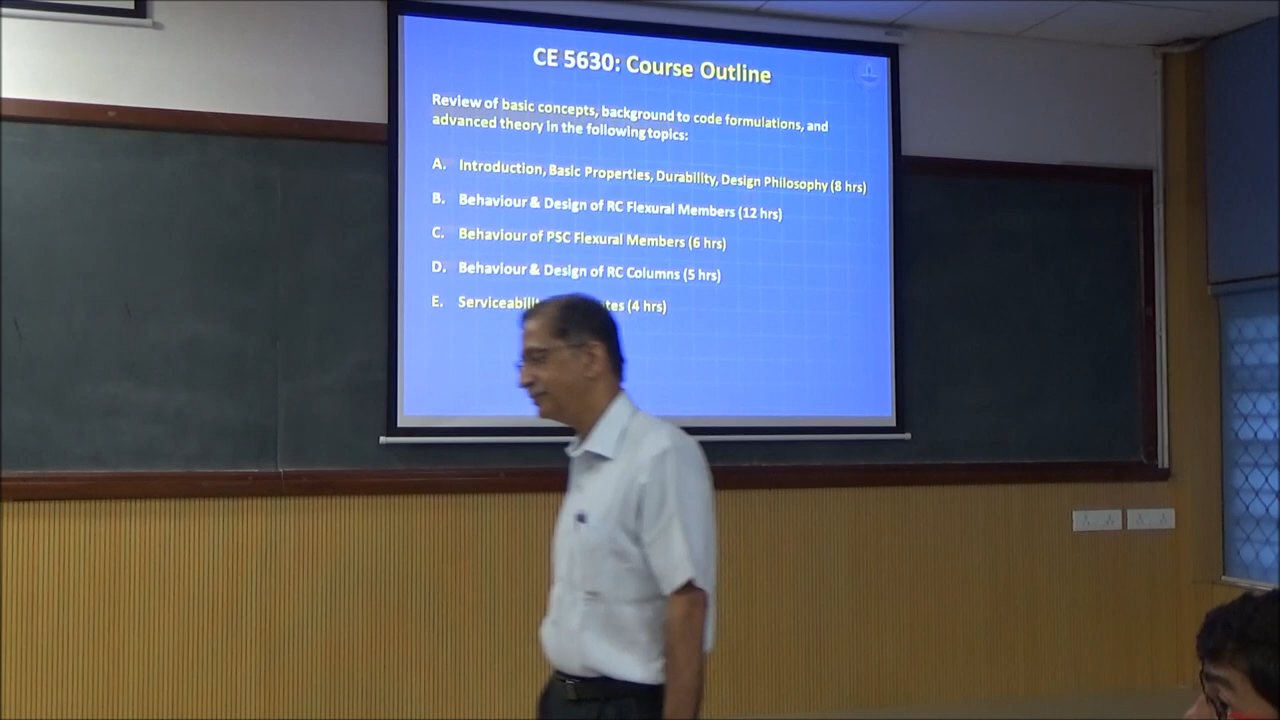 CE 5630: Course Outline
Review of basic concepts, background to code formulations, and
advanced theory in the following topics:
A. Introduction, Basic Properties, Durability, Design Philosophy (8 hrs)
B. Behaviour & Design of RC Flexural Members (12 hrs)
C. Behaviour of PSC Flexural Members (6 hrs)
D. Behaviour & Design of RC Columns (5 hrs)
E. (4 hrs)